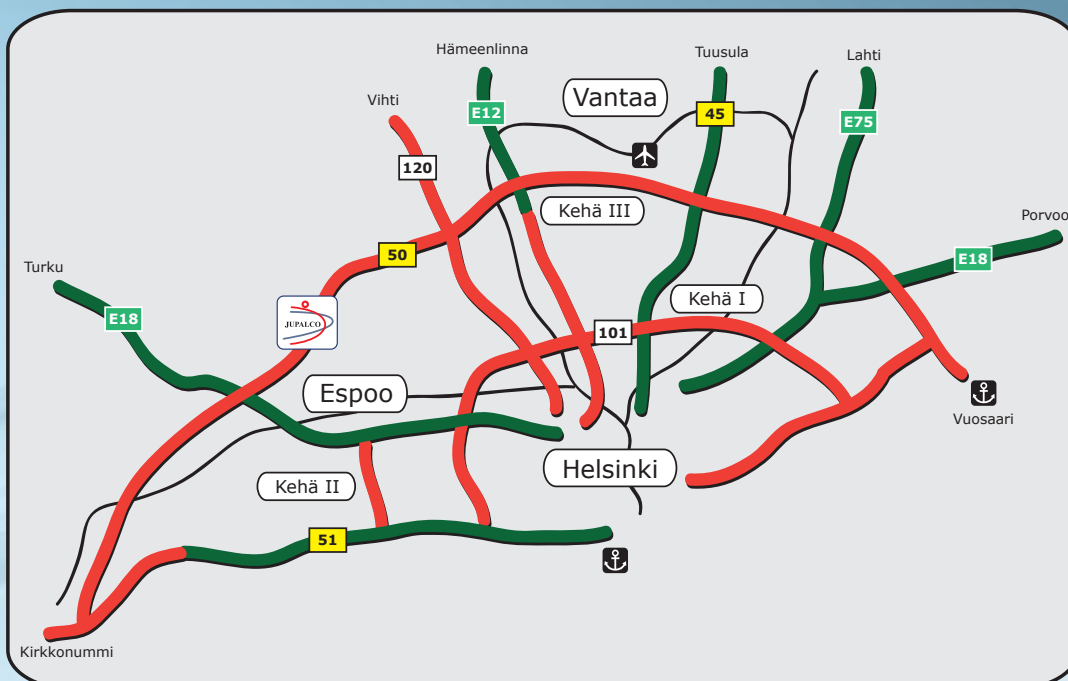 Hämeenlinna
Tuusula
Lahti
Vihti
Vantaa
E12
45
E75
120
Kehä III
Porvoo
50
E18
Turku
Kehä I
E18
JUPALCO
101
Espoo
Vuosaari
Helsinki
Kehä II
51
Kirkkonummi